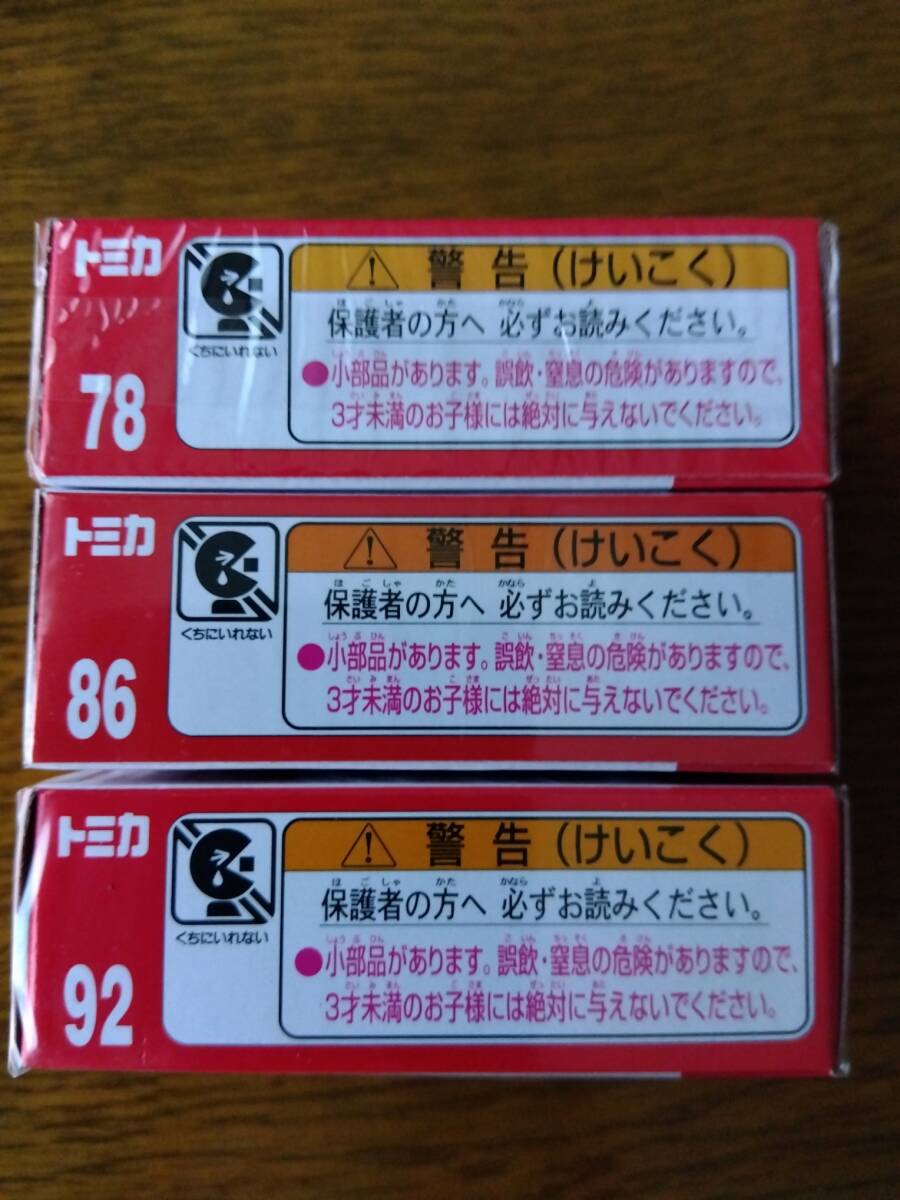 トミカ
78
くちにいれない
警告(けいこく)
保護者の方へ 必ずお読みください。
●小部品があります。誤飲・窒息の危険がありますので、
3才未満のお子様には絶対に与えないでください。
トミカ
86
くちにいれない
警告(けいこく)
保護者の方へ 必ずお読みください。
●小部品があります。誤飲・窒息の危険がありますので、
3才未満のお子様には絶対に与えないでください。
トミカ
92
くちにいれない
警告(けいこく)
保護者の方へ 必ずお読みください。
●小部品があります。誤飲・窒息の危険がありますので、
3才未満のお子様には絶対に与えないでください。